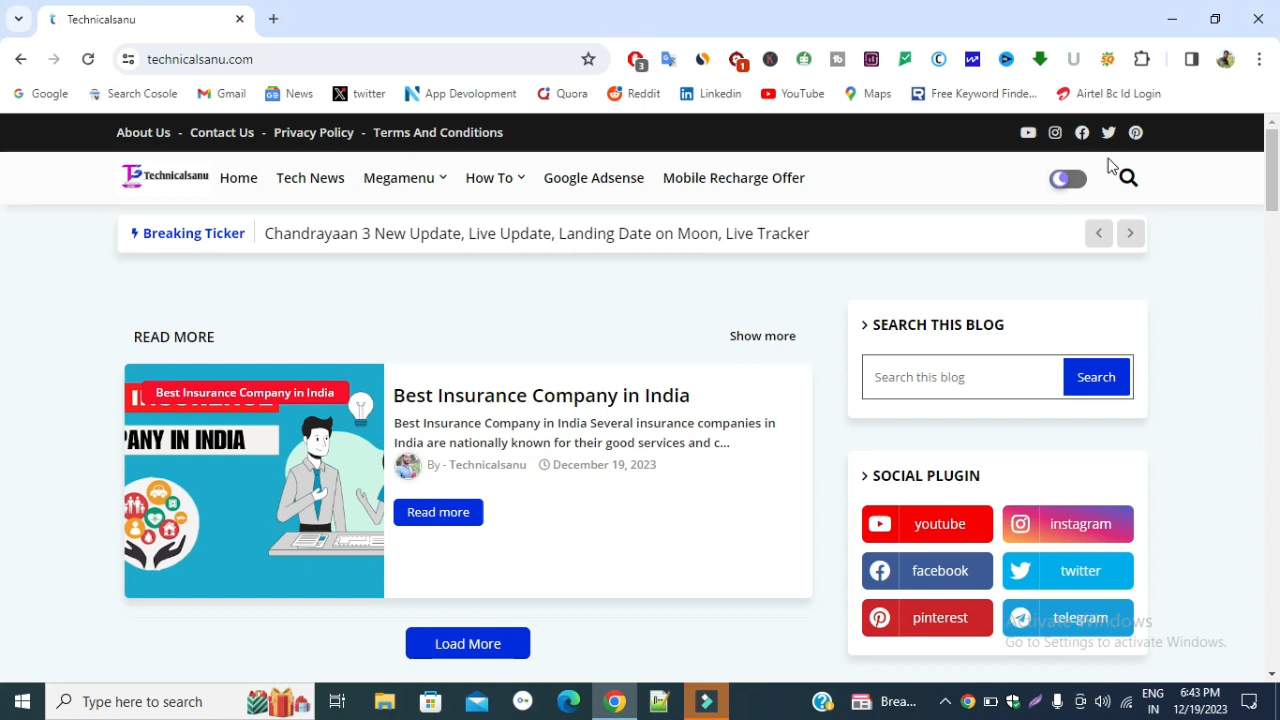 Technicalsanu
technicalsanu.com
3
1
Google Search Cosole Gmail News twitter App Devolopment Quora Reddit Linkedin YouTube Maps Free Keyword Finde... Airtel Bc Id Login
About Us - Contact Us - Privacy Policy - Terms And Conditions
Technicalsanu Home Tech News Megamenu How To Google Adsense Mobile Recharge Offer
Breaking Ticker Chandrayaan 3 New Update, Live Update, Landing Date on Moon, Live Tracker
READ MORE Show more
Best Insurance Company in India
ANY IN INDIA
Best Insurance Company in India
Best Insurance Company in India Several insurance companies in
India are nationally known for their good services and c...
By - Technicalsanu December 19, 2023
Read more
Load More
SEARCH THIS BLOG
Search this blog Search
SOCIAL PLUGIN
youtube instagram
facebook twitter
pinterest telegram
Activate Windows
Go to Settings to activate Windows.
Type here to search
Brea...
ENG
IN
6:43 PM
12/19/2023